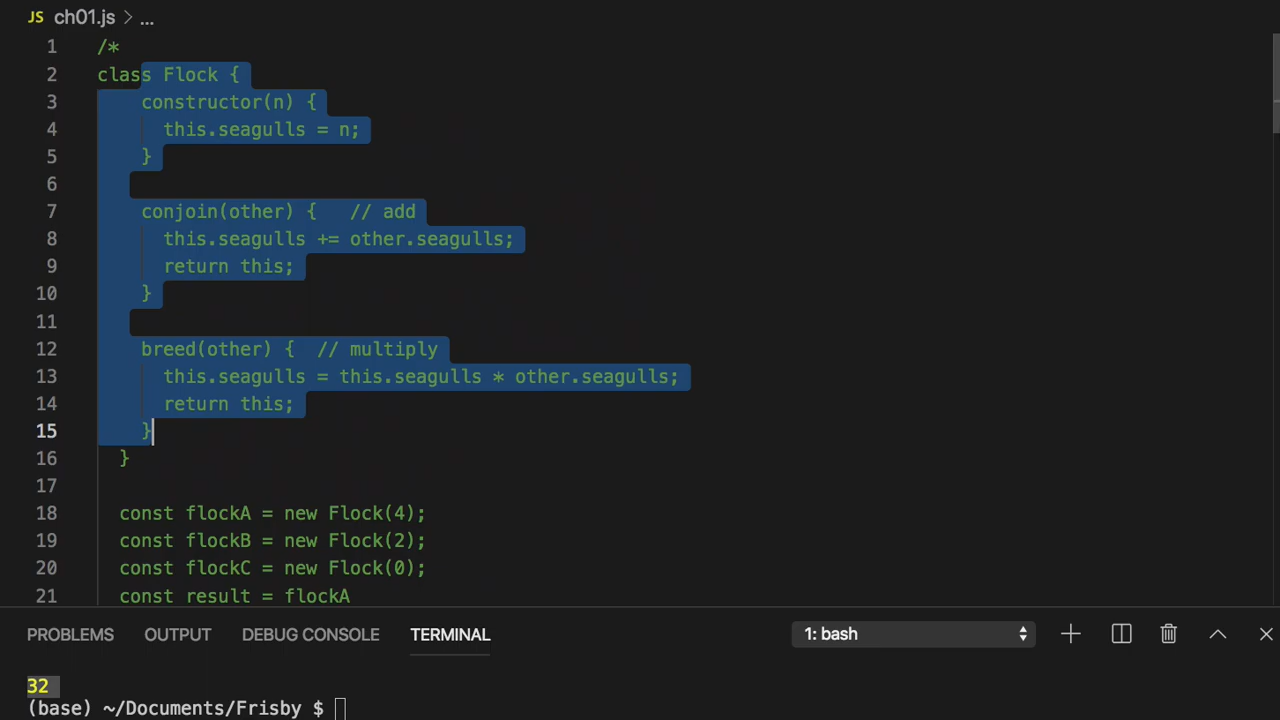 JS ch01.js > ...
1 /*
2 class Flock {
3 constructor(n) {
4 this.seagulls = n;
5 }
6
7 conjoin(other) { // add
8 this.seagulls += other.seagulls;
9 return this;
10 }
11
12 breed(other) { // multiply
13 this.seagulls = this.seagulls * other.seagulls;
14 return this;
15 }
16 }
17
18 const flockA = new Flock(4);
19 const flockB = new Flock(2);
20 const flockC = new Flock(0);
21 const result = flockA
PROBLEMS OUTPUT DEBUG CONSOLE TERMINAL 1: bash
32
(base) ~/Documents/Frisby $